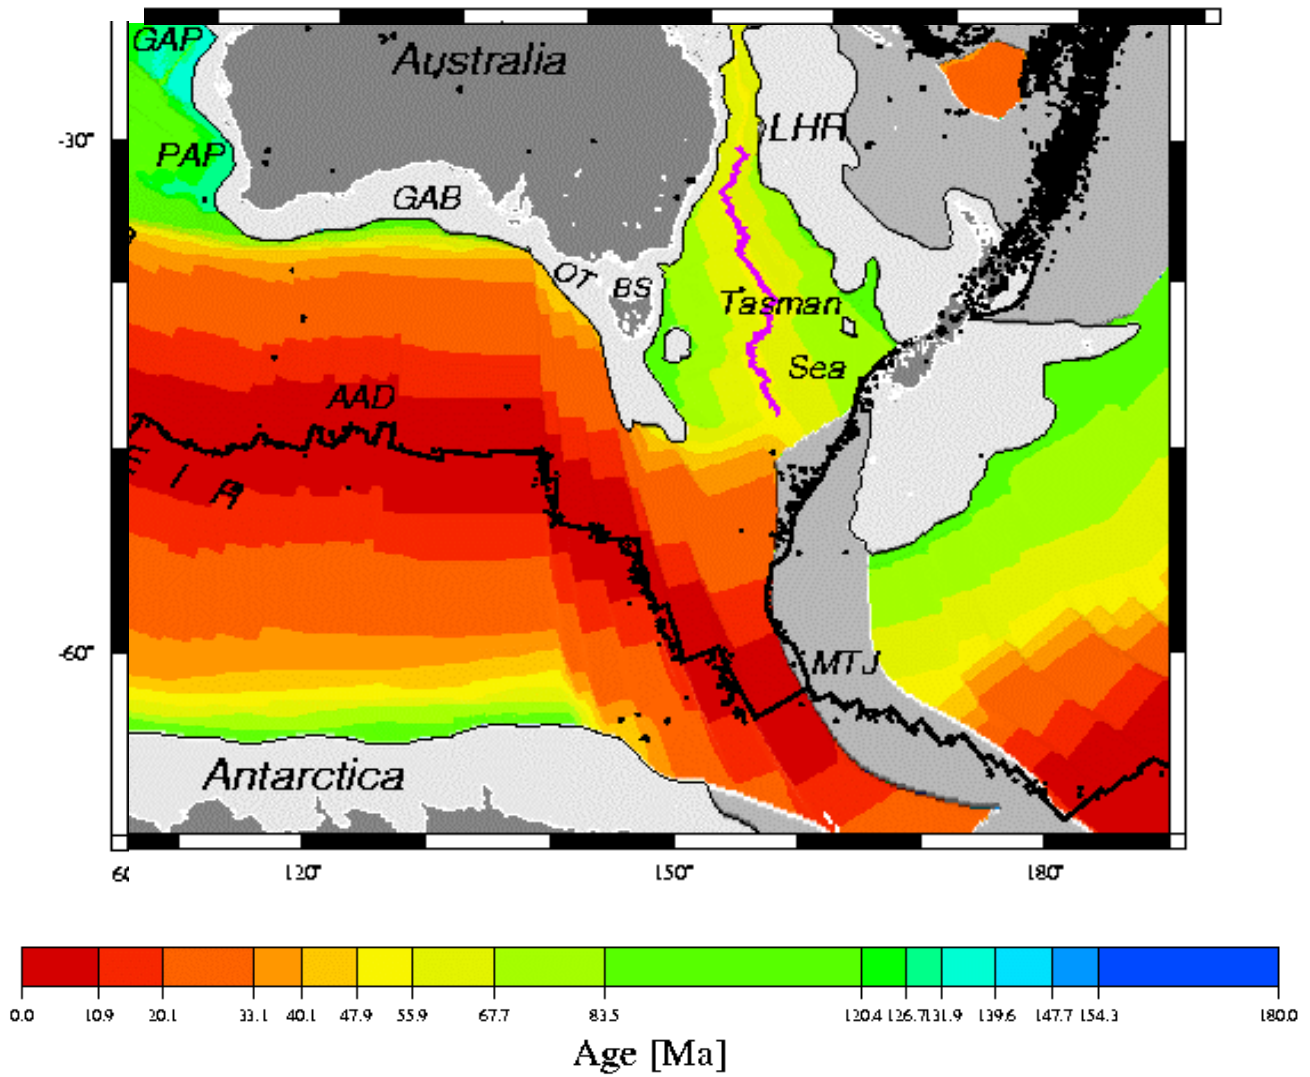 GAP
Australia
-30°
PAP
LHR
GAB
OT
BS
Tasman
Sea
AAD
E I R
-60°
MTJ
Antarctica
120°
150°
180°
0.0 10.9 20.1 33.1 40.1 47.9 55.9 67.7 83.5 120.4 126.7 131.9 139.6 147.7 154.3 180.0
Age [Ma]